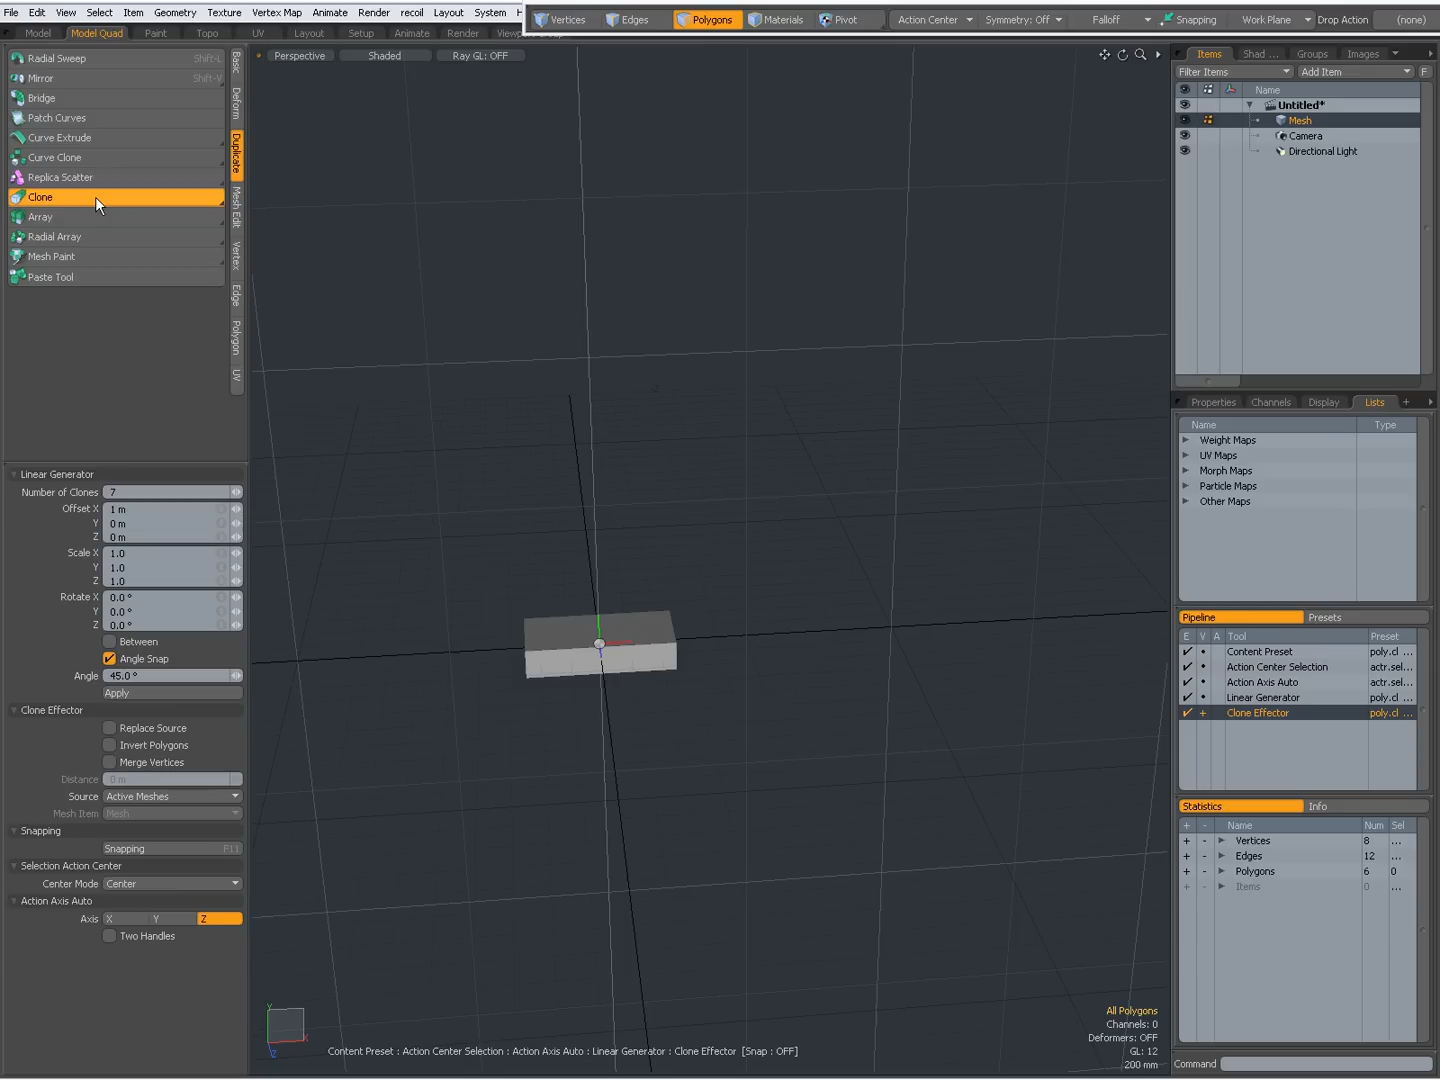 File Edit View Select Item Geometry Texture Vertex Map Animate Render recoil Layout System H
Vertices Edges Polygons Materials Pivot Action Center Symmetry: Off Falloff Snapping Work Plane Drop Action (none)
Model Model Quad Paint Topo UV Layout Setup Animate Render
Radial Sweep Shift-L
Mirror Shift-V
Bridge
Patch Curves
Curve Extrude
Curve Clone
Replica Scatter
Clone
Array
Radial Array
Mesh Paint
Paste Tool
Basic
Deform
Duplicate
Mesh Edit
Vertex
Edge
Polygon
UV
Linear Generator
Number of Clones 7
Offset X 1 m
Y 0 m
Z 0 m
Scale X 1.0
Y 1.0
Z 1.0
Rotate X 0.0 °
Y 0.0 °
Z 0.0 °
Between
Angle Snap
Angle 45.0 °
Apply
Clone Effector
Replace Source
Invert Polygons
Merge Vertices
Distance 0 m
Source Active Meshes
Mesh Item Mesh
Snapping
Snapping F11
Selection Action Center
Center Mode Center
Action Axis Auto
Axis X Y Z
Two Handles
Perspective Shaded Ray GL: OFF
Y
X
Z
Content Preset : Action Center Selection : Action Axis Auto : Linear Generator : Clone Effector [Snap : OFF]
All Polygons
Channels: 0
Deformers: OFF
GL: 12
200 mm
Items Shad ... Groups Images
Filter Items Add Item F
Name
Untitled*
Mesh
Camera
Directional Light
Properties Channels Display Lists +
Name Type
Weight Maps
UV Maps
Morph Maps
Particle Maps
Other Maps
Pipeline Presets
E V A Tool Preset
Content Preset poly.cl ...
Action Center Selection actr.sel...
Action Axis Auto actr.sel...
Linear Generator poly.cl ...
Clone Effector poly.cl ...
Statistics Info
+ - Name Num Sel
+ - Vertices 8 ...
+ - Edges 12 ...
+ - Polygons 6 0
+ - Items 0 ...
Command